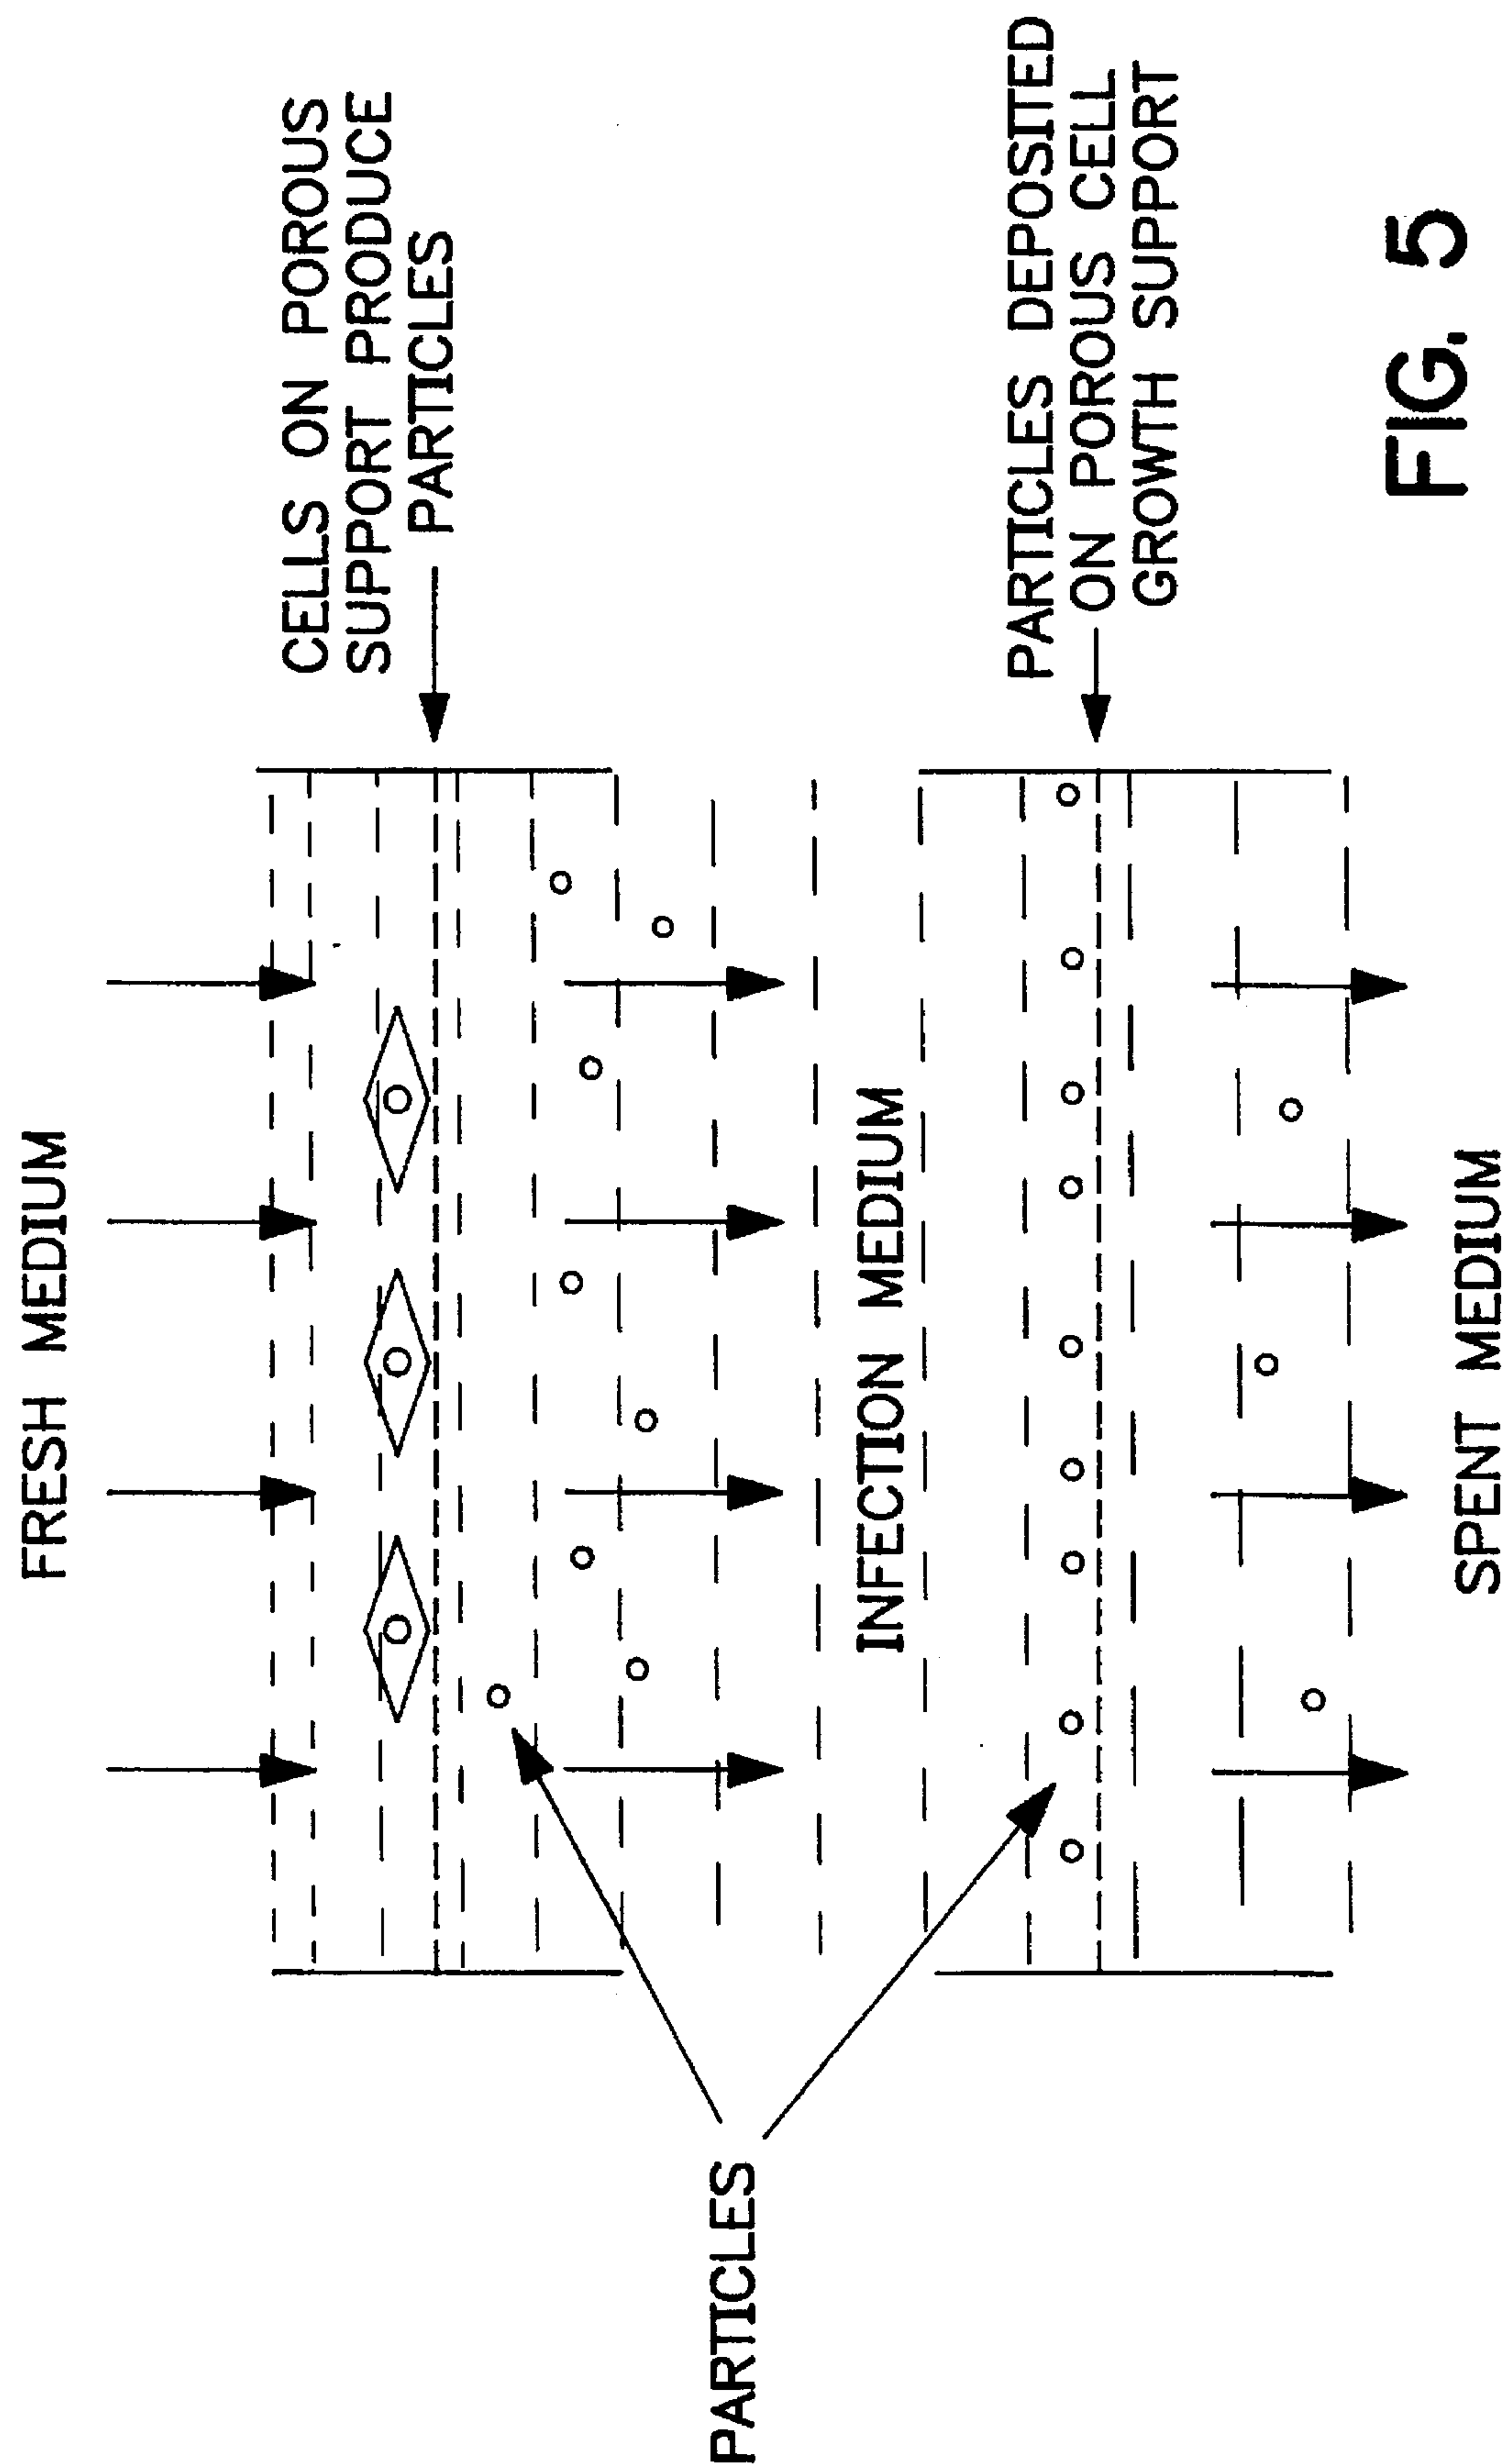 FRESH MEDIUM
CELLS ON POROUS
SUPPORT PRODUCE
PARTICLES
PARTICLES
INFECTION MEDIUM
PARTICLES DEPOSITED
ON POROUS CELL
GROWTH SUPPORT
SPENT MEDIUM
FIG. 5